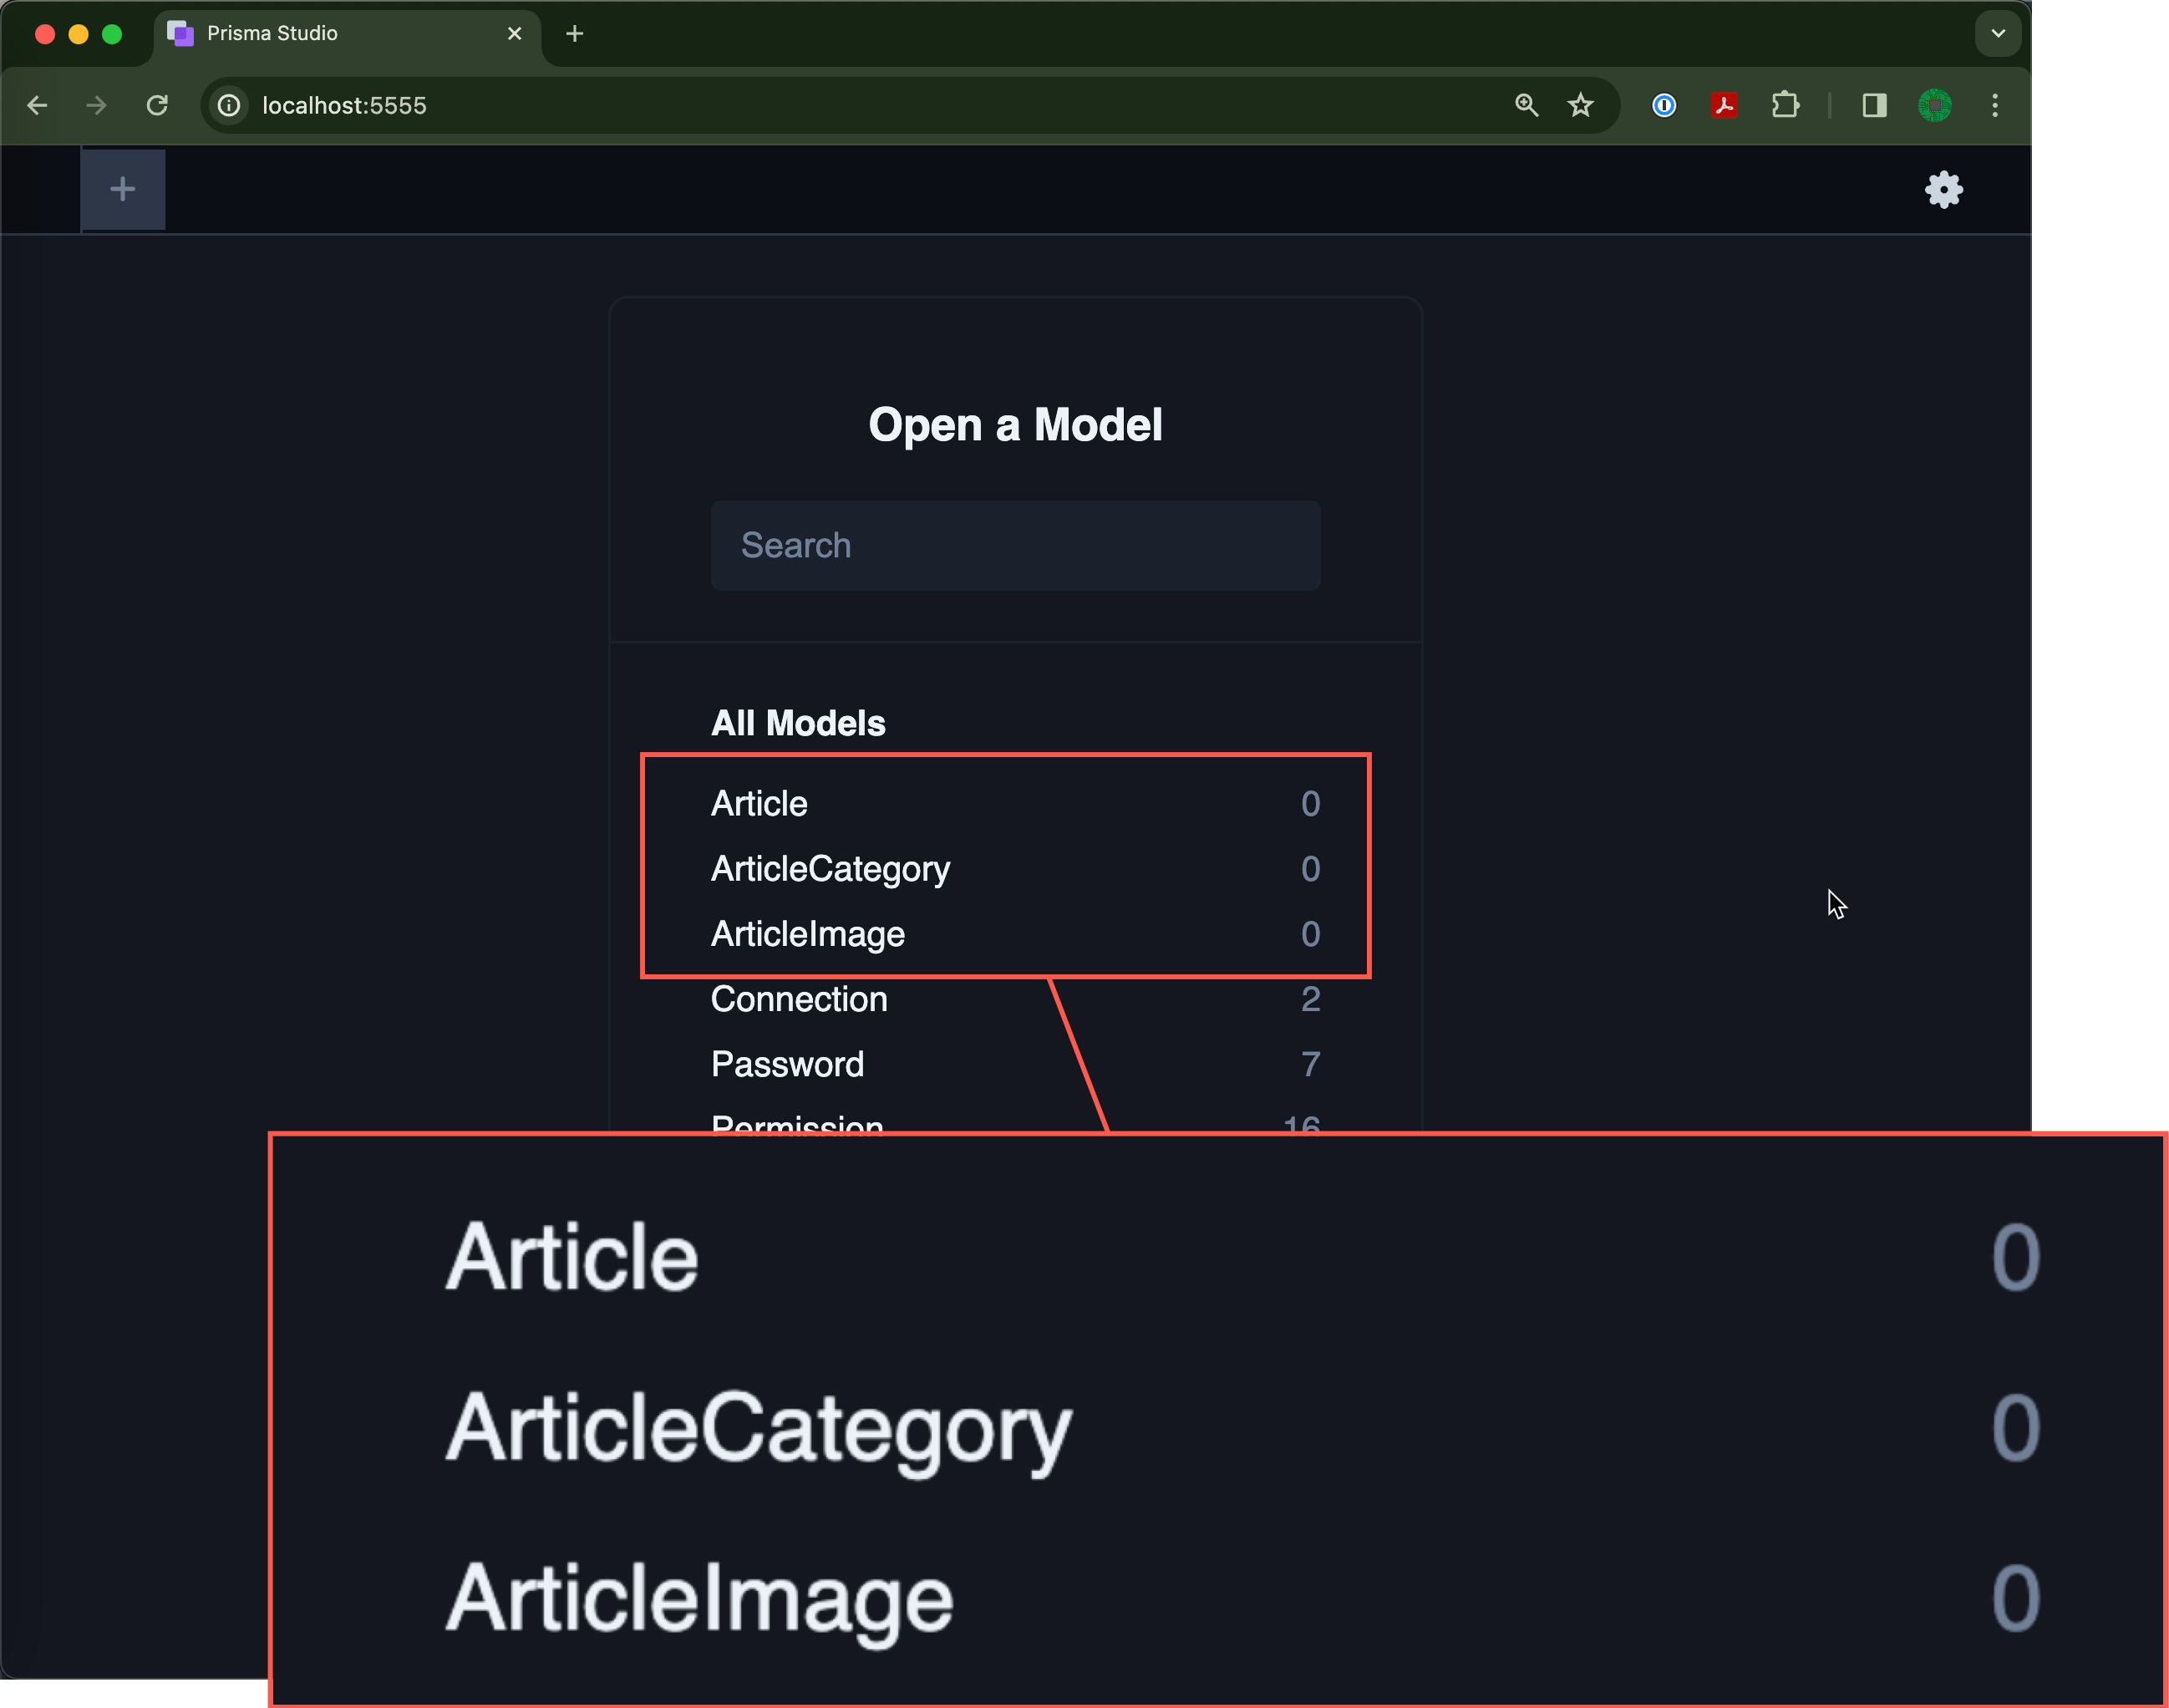 Prisma Studio
localhost:5555
Open a Model
Search
All Models
Article 0
ArticleCategory 0
ArticleImage 0
Connection 2
Password 7
Permission 16
Article 0
ArticleCategory 0
ArticleImage 0